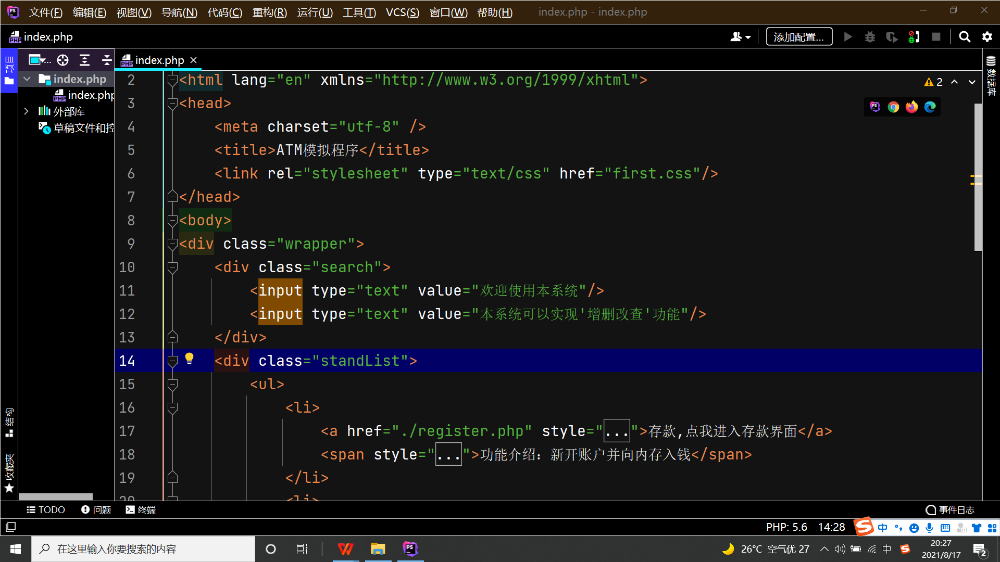 文件(F) 编辑(E) 视图(V) 导航(N) 代码(C) 重构(R) 运行(U) 工具(T) VCS(S) 窗口(W) 帮助(H) index.php - index.php
index.php
添加配置...
项目
index.php
index.php
index.php
外部库
草稿文件和控
2 <html lang="en" xmlns="http://www.w3.org/1999/xhtml">
3 <head>
4 <meta charset="utf-8" />
5 <title>ATM模拟程序</title>
6 <link rel="stylesheet" type="text/css" href="first.css"/>
7 </head>
8 <body>
9 <div class="wrapper">
10 <div class="search">
11 <input type="text" value="欢迎使用本系统"/>
12 <input type="text" value="本系统可以实现'增删改查'功能"/>
13 </div>
14 <div class="standList">
15 <ul>
16 <li>
17 <a href="./register.php" style="...">存款,点我进入存款界面</a>
18 <span style="...">功能介绍：新开账户并向内存入钱</span>
19 </li>
20 <li>
2
数据库
结构
收藏夹
TODO 问题 终端
事件日志
PHP: 5.6 14:28
中
在这里输入你要搜索的内容
26°C 空气优 27
中
20:27
2021/8/17
2